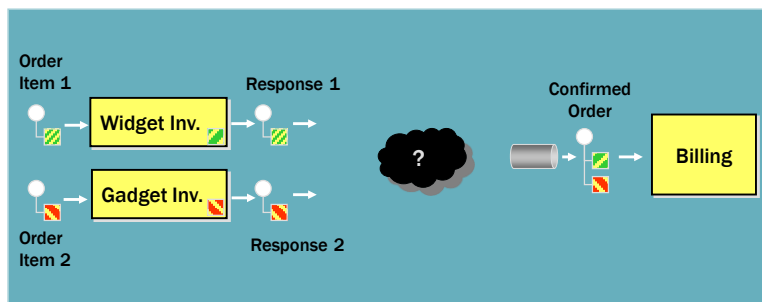 Order
Item 1
Widget Inv.
Response 1
?
Confirmed
Order
Billing
Gadget Inv.
Order
Item 2
Response 2